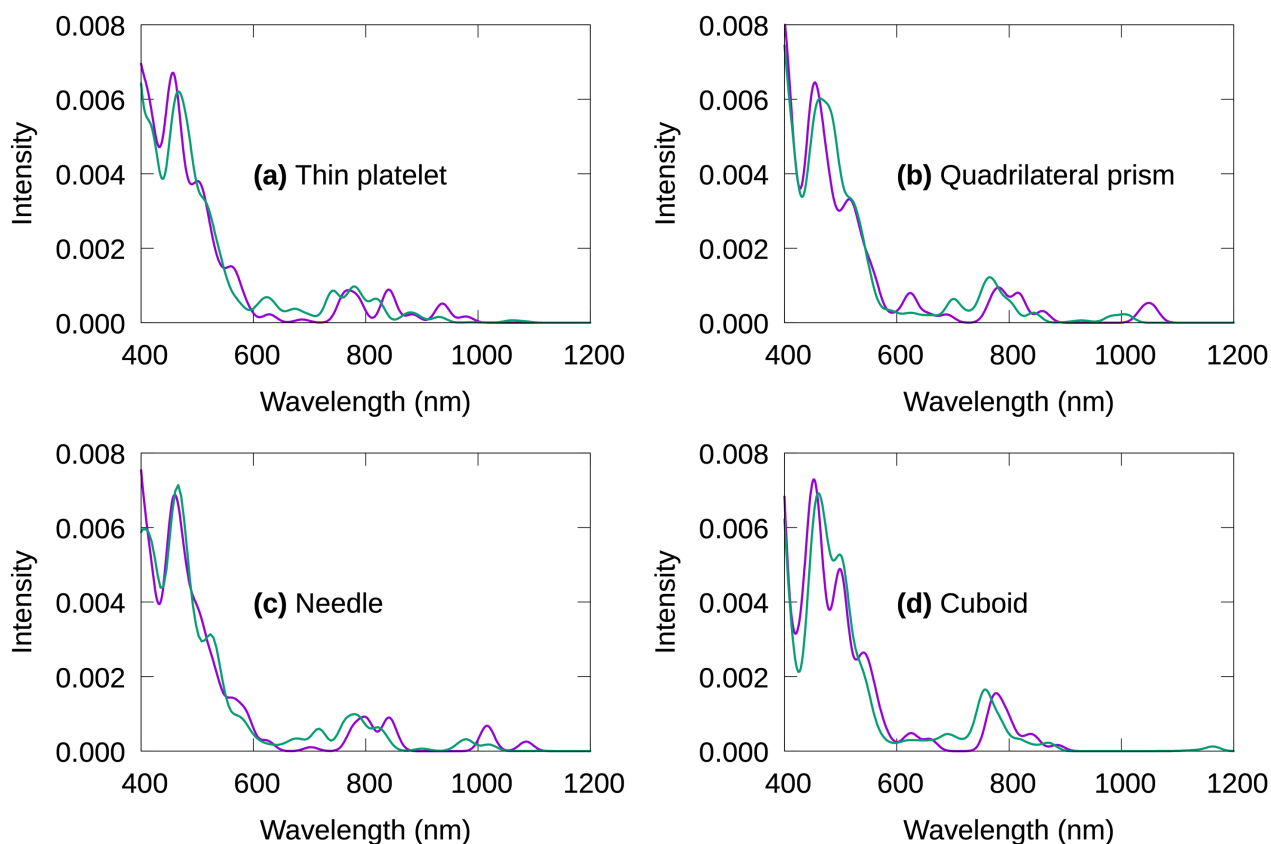 0.008
0.006
0.004
0.002
0.000
Intensity
(a) Thin platelet
400 600 800 1000 1200
Wavelength (nm)
0.008
0.006
0.004
0.002
0.000
Intensity
(b) Quadrilateral prism
400 600 800 1000 1200
Wavelength (nm)
0.008
0.006
0.004
0.002
0.000
Intensity
(c) Needle
400 600 800 1000 1200
Wavelength (nm)
0.008
0.006
0.004
0.002
0.000
Intensity
(d) Cuboid
400 600 800 1000 1200
Wavelength (nm)